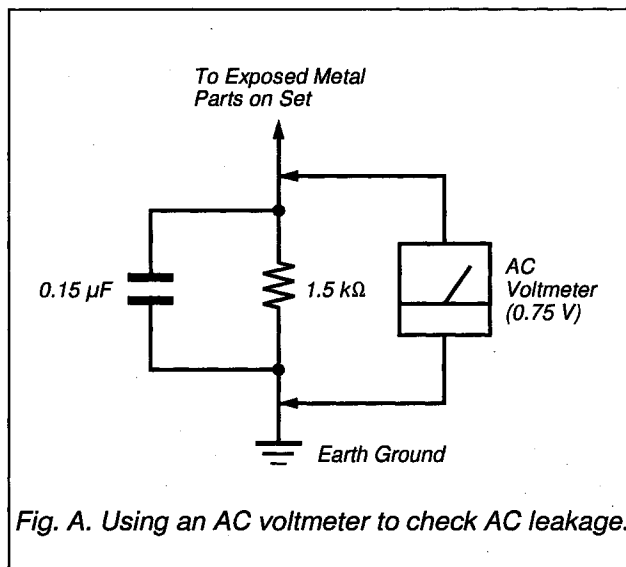 To Exposed Metal
Parts on Set
0.15 µF
1.5 kΩ
AC
Voltmeter
(0.75 V)
Earth Ground
Fig. A. Using an AC voltmeter to check AC leakage.